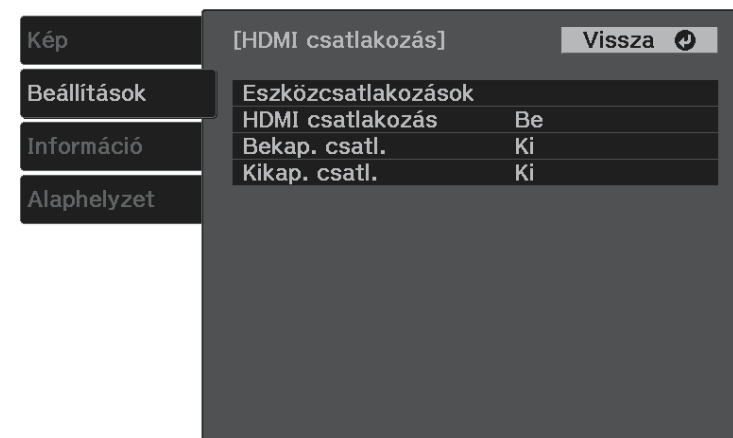 Kép
Beállítások
Információ
Alaphelyzet
[HDMI csatlakozás] Vissza
Eszközcsatlakozások
HDMI csatlakozás Be
Bekap. csatl. Ki
Kikap. csatl. Ki